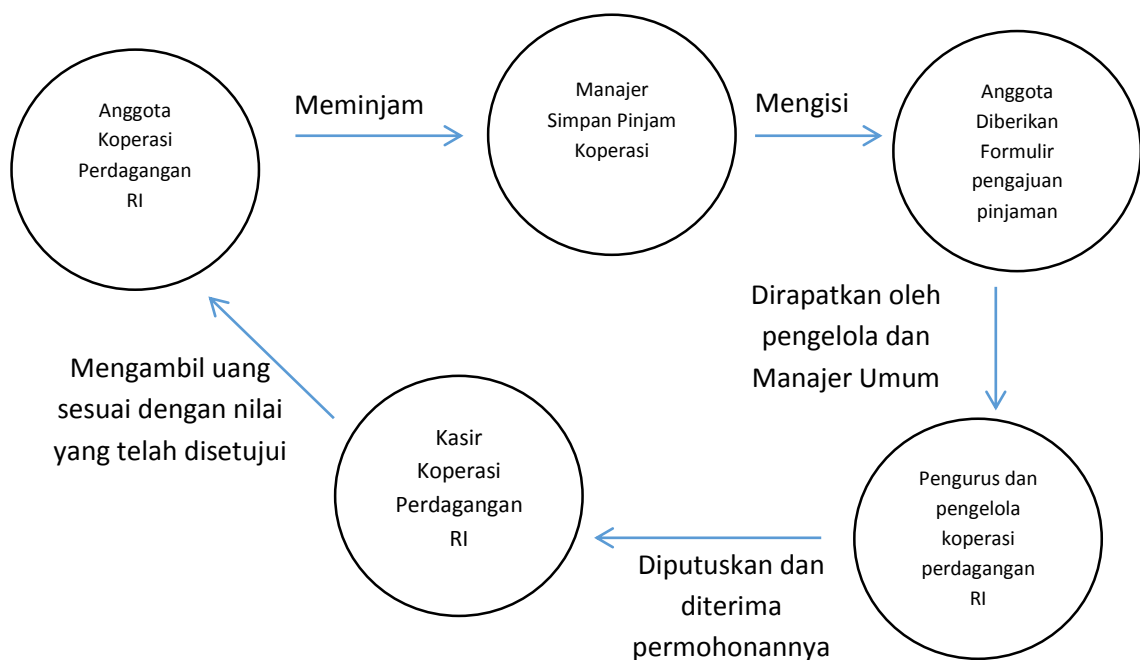 Anggota
Koperasi
Perdagangan
RI
Meminjam
Manajer
Simpan Pinjam
Koperasi
Mengisi
Anggota
Diberikan
Formulir
pengajuan
pinjaman
Dirapatkan oleh
pengelola dan
Manajer Umum
Pengurus dan
pengelola
koperasi
perdagangan
RI
Diputuskan dan
diterima
permohonannya
Kasir
Koperasi
Perdagangan
RI
Mengambil uang
sesuai dengan nilai
yang telah disetujui